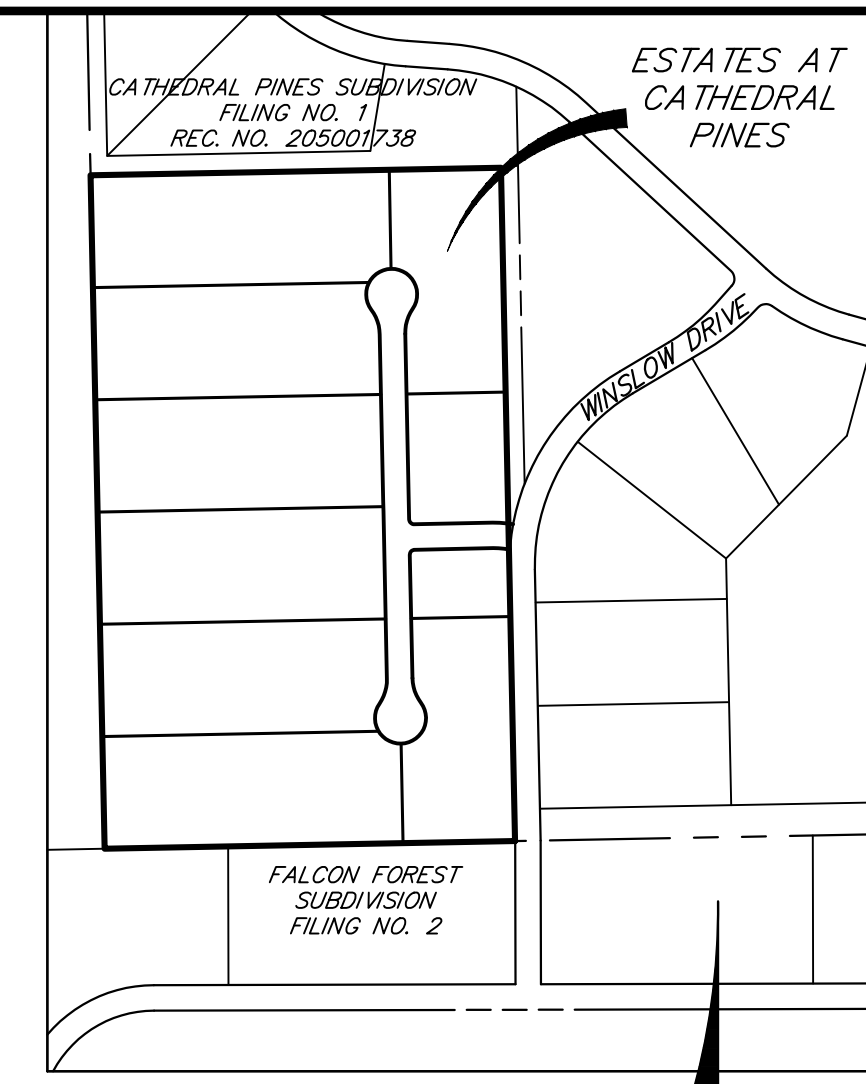 ESTATES AT
CATHEDRAL
PINES
CATHEDRAL PINES SUBDIVISION
FILING NO. 1
REC. NO. 205001738
WINSLOW DRIVE
FALCON FOREST
SUBDIVISION
FILING NO. 2